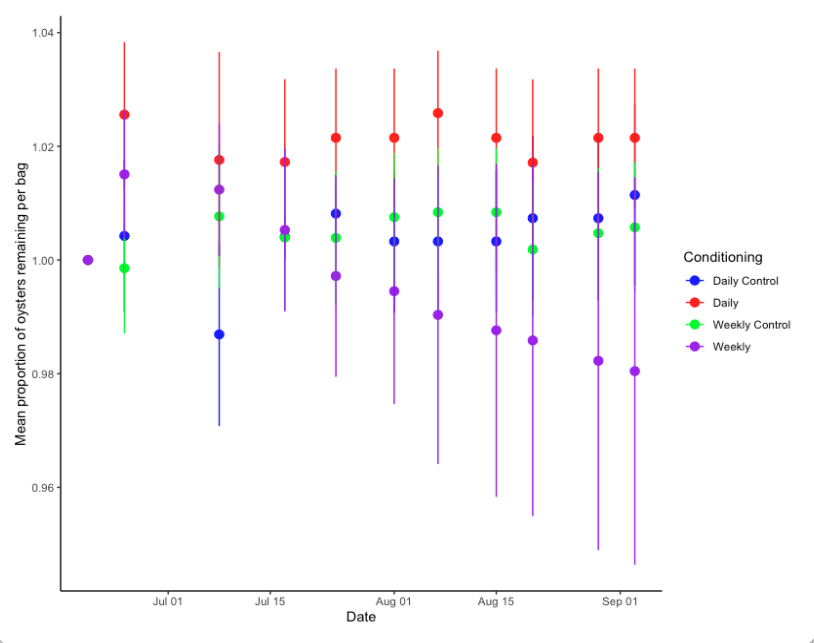 1.04
1.02
1.00
0.98
0.96
Mean proportion of oysters remaining per bag
Jul 01
Jul 15
Aug 01
Aug 15
Sep 01
Date
Conditioning
Daily Control
Daily
Weekly Control
Weekly